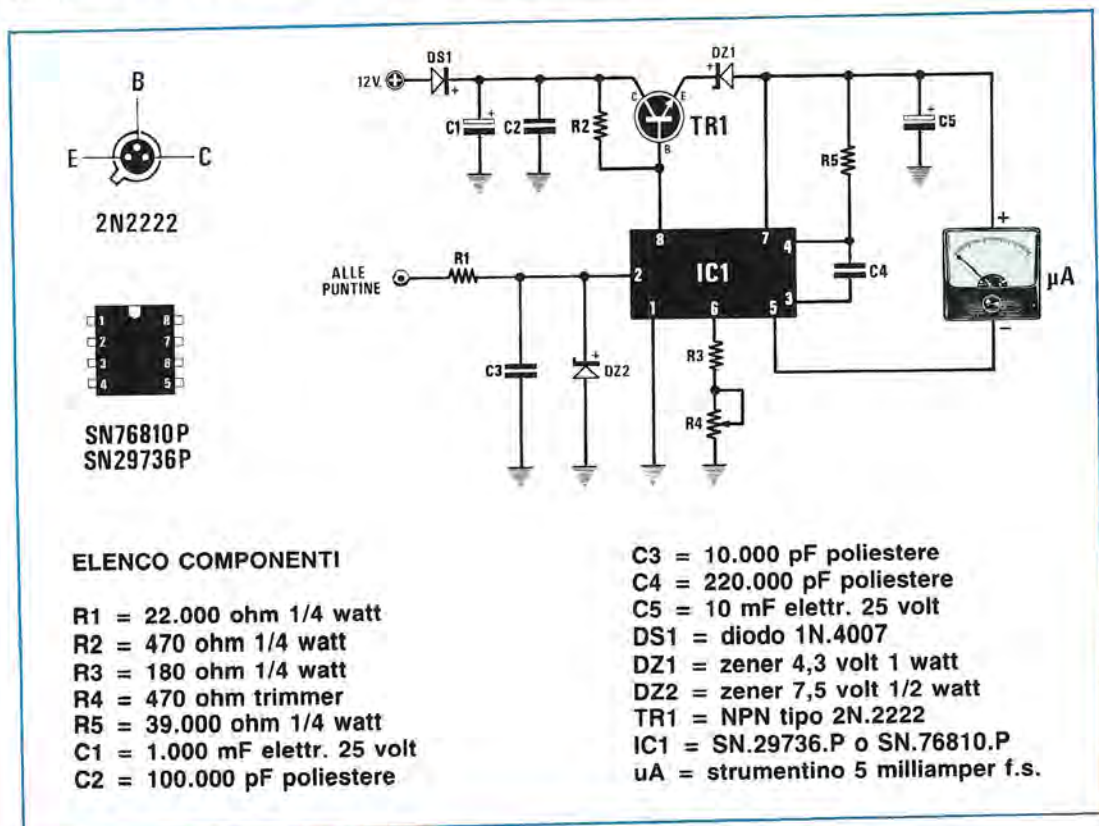 B
E
C
2N2222
1
2
3
4
8
7
6
5
SN76810P
SN29736P
12V.
DS1
+
C1
+
C2
R2
C
E
B
TR1
DZ1
+
R5
C5
+
ALLE
PUNTINE
R1
C3
DZ2
+
8
7
4
2
IC1
3
1
6
5
C4
R3
R4
+
µA
−
ELENCO COMPONENTI
R1 = 22.000 ohm 1/4 watt
R2 = 470 ohm 1/4 watt
R3 = 180 ohm 1/4 watt
R4 = 470 ohm trimmer
R5 = 39.000 ohm 1/4 watt
C1 = 1.000 mF elettr. 25 volt
C2 = 100.000 pF poliestere
C3 = 10.000 pF poliestere
C4 = 220.000 pF poliestere
C5 = 10 mF elettr. 25 volt
DS1 = diodo 1N.4007
DZ1 = zener 4,3 volt 1 watt
DZ2 = zener 7,5 volt 1/2 watt
TR1 = NPN tipo 2N.2222
IC1 = SN.29736.P o SN.76810.P
uA = strumentino 5 milliamper f.s.